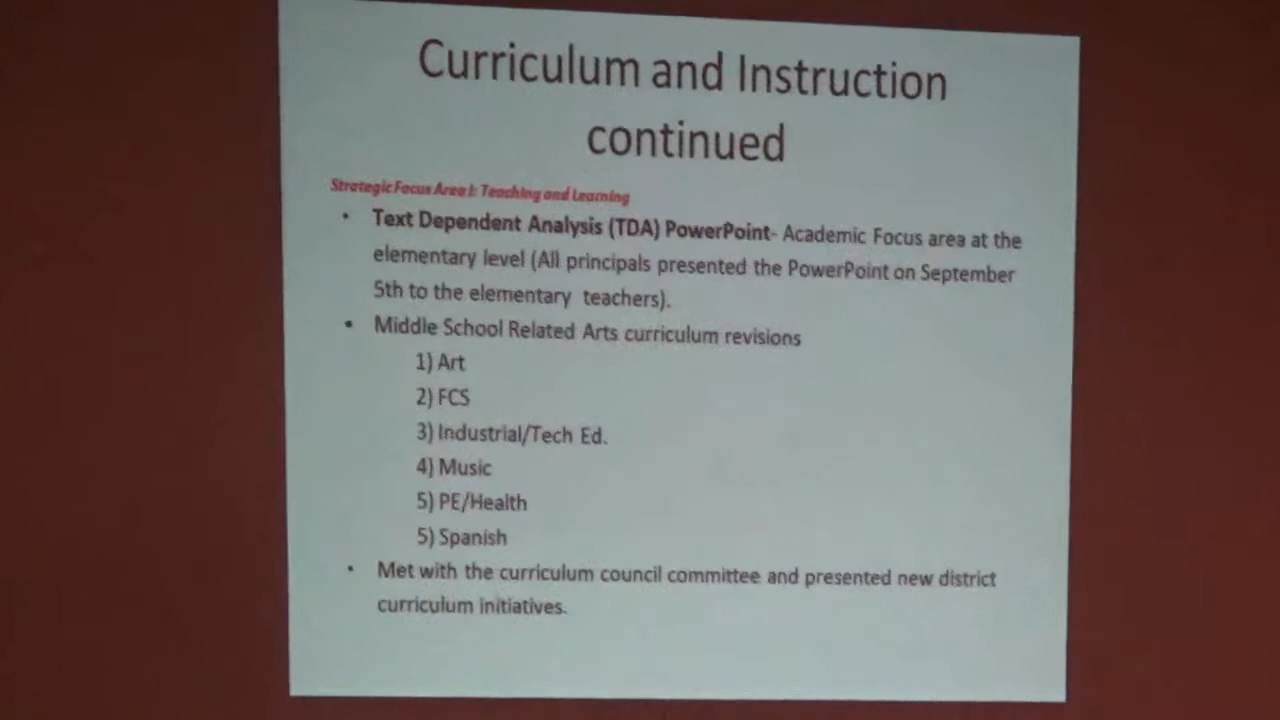 Curriculum and Instruction
continued
Strategic Focus Area I: Teaching and Learning
• Text Dependent Analysis (TDA) PowerPoint- Academic Focus area at the
elementary level (All principals presented the PowerPoint on September
5th to the elementary teachers).
• Middle School Related Arts curriculum revisions
1) Art
2) FCS
3) Industrial/Tech Ed.
4) Music
5) PE/Health
5) Spanish
• Met with the curriculum council committee and presented new district
curriculum initiatives.